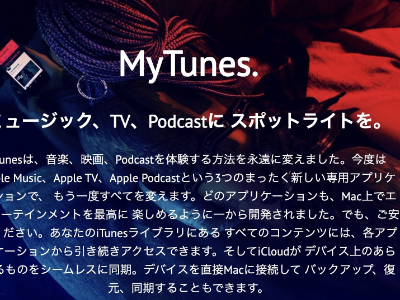 MyTunes.
ュージック、TV、Podcastに スポットライトを。
unesは、音楽、映画、Podcastを体験する方法を永遠に変えました。今度は
ple Music、Apple TV、Apple Podcastという3つのまったく新しい専用アプリケ
ションで、 もう一度すべてを変えます。どのアプリケーションも、Mac上でエ
ーテインメントを最高に 楽しめるように一から開発されました。でも、ご安
ださい。あなたのiTunesライブラリにある すべてのコンテンツには、各アプ
ケーションから引き続きアクセスできます。そしてiCloudが デバイス上のあら
るものをシームレスに同期。デバイスを直接Macに接続して バックアップ、復
元、同期することもできます。